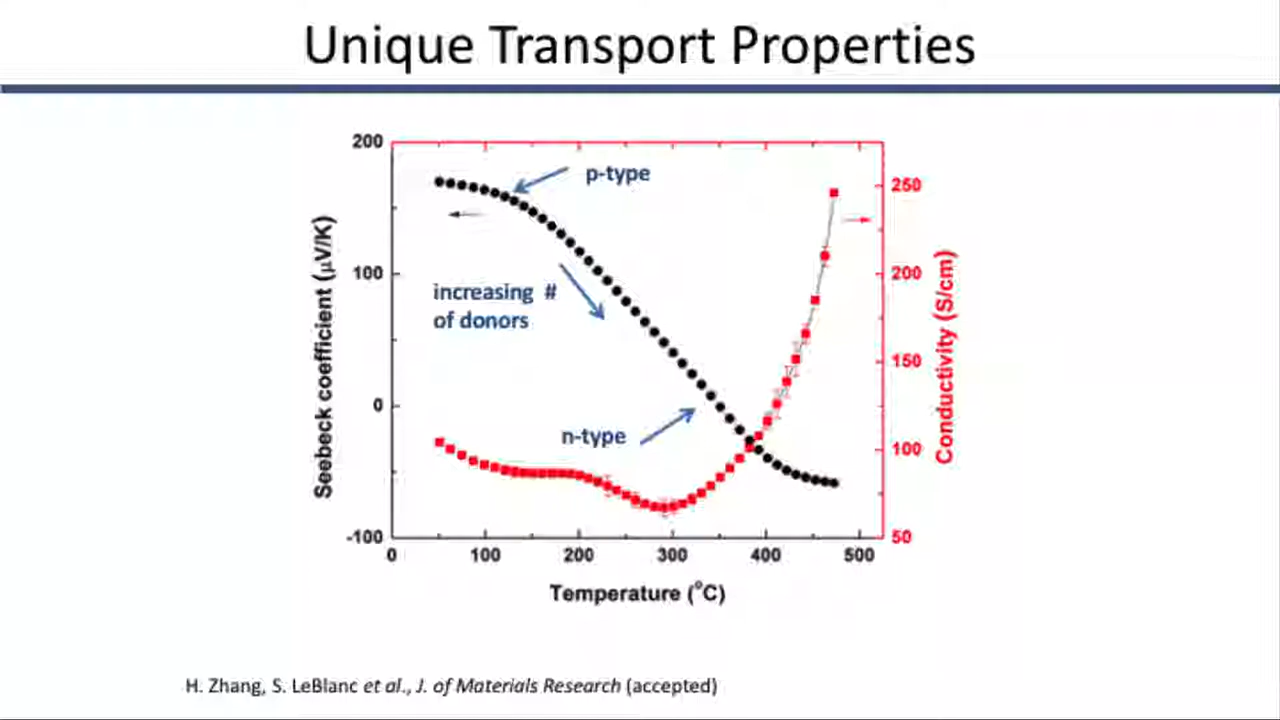 Unique Transport Properties
200
100
0
-100
Seebeck coefficient (μV/K)
p-type
increasing #
of donors
n-type
250
200
150
100
50
Conductivity (S/cm)
0 100 200 300 400 500
Temperature (°C)
H. Zhang, S. LeBlanc et al., J. of Materials Research (accepted)